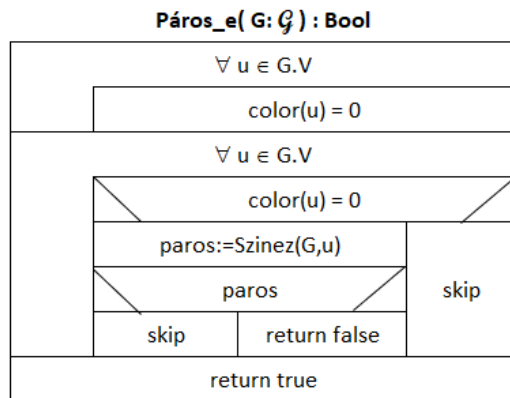 Páros_e( G: 𝒢 ) : Bool
∀ u ∈ G.V
color(u) = 0
∀ u ∈ G.V
color(u) = 0
paros:=Szinez(G,u)
paros
skip
skip
return false
return true